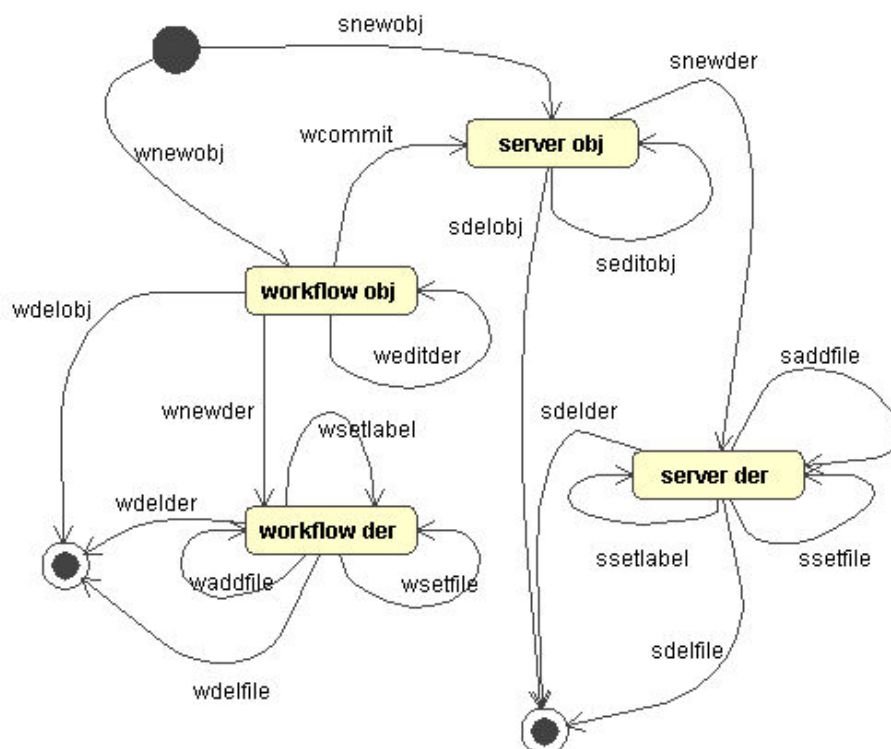 snewobj
snewder
wcommit
server obj
wnewobj
sdelobj
seditobj
workflow obj
wdelobj
weditder
saddfile
wnewder
sdelder
wsetlabel
server der
wdelder
workflow der
ssetlabel
ssetfile
waddfile
wsetfile
sdelfile
wdelfile